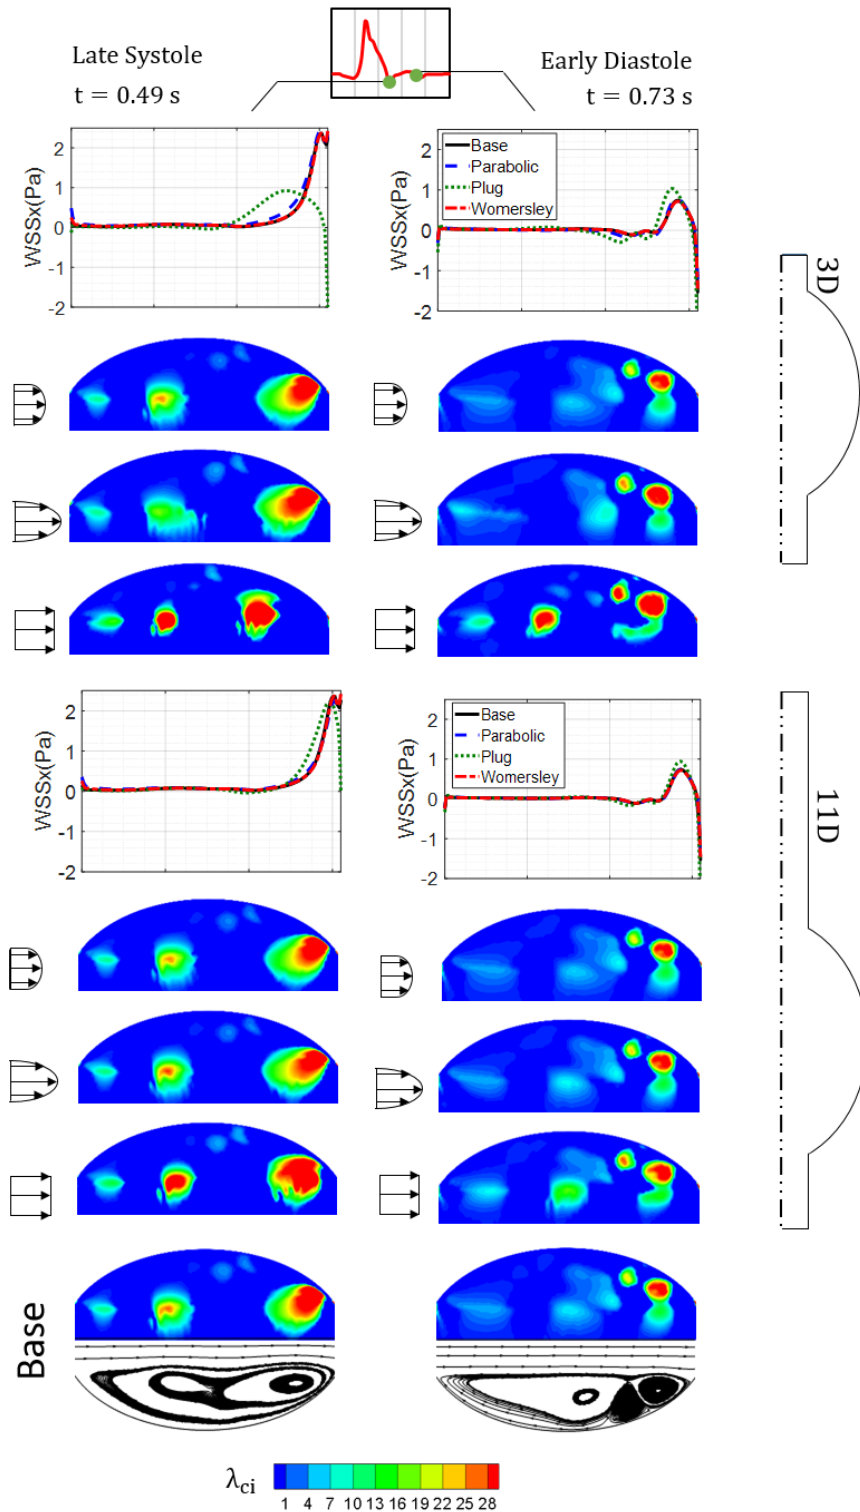 Late Systole
t = 0.49 s
Early Diastole
t = 0.73 s
WSSx(Pa)
2
1
0
-1
-2
WSSx(Pa)
2
1
0
-1
-2
Base
Parabolic
Plug
Womersley
3D
WSSx(Pa)
2
1
0
-1
-2
WSSx(Pa)
2
1
0
-1
-2
Base
Parabolic
Plug
Womersley
11D
Base
λci
1 4 7 10 13 16 19 22 25 28